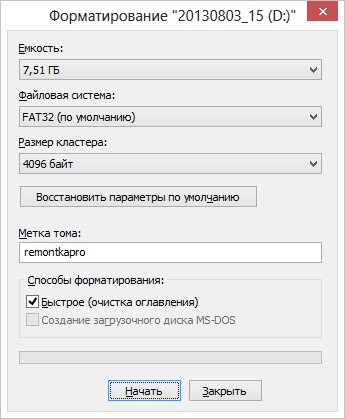 Форматирование "20130803_15 (D:)"
Емкость:
7,51 ГБ
Файловая система:
FAT32 (по умолчанию)
Размер кластера:
4096 байт
Восстановить параметры по умолчанию
Метка тома:
remontkapro
Способы форматирования:
Быстрое (очистка оглавления)
Создание загрузочного диска MS-DOS
Начать Закрыть